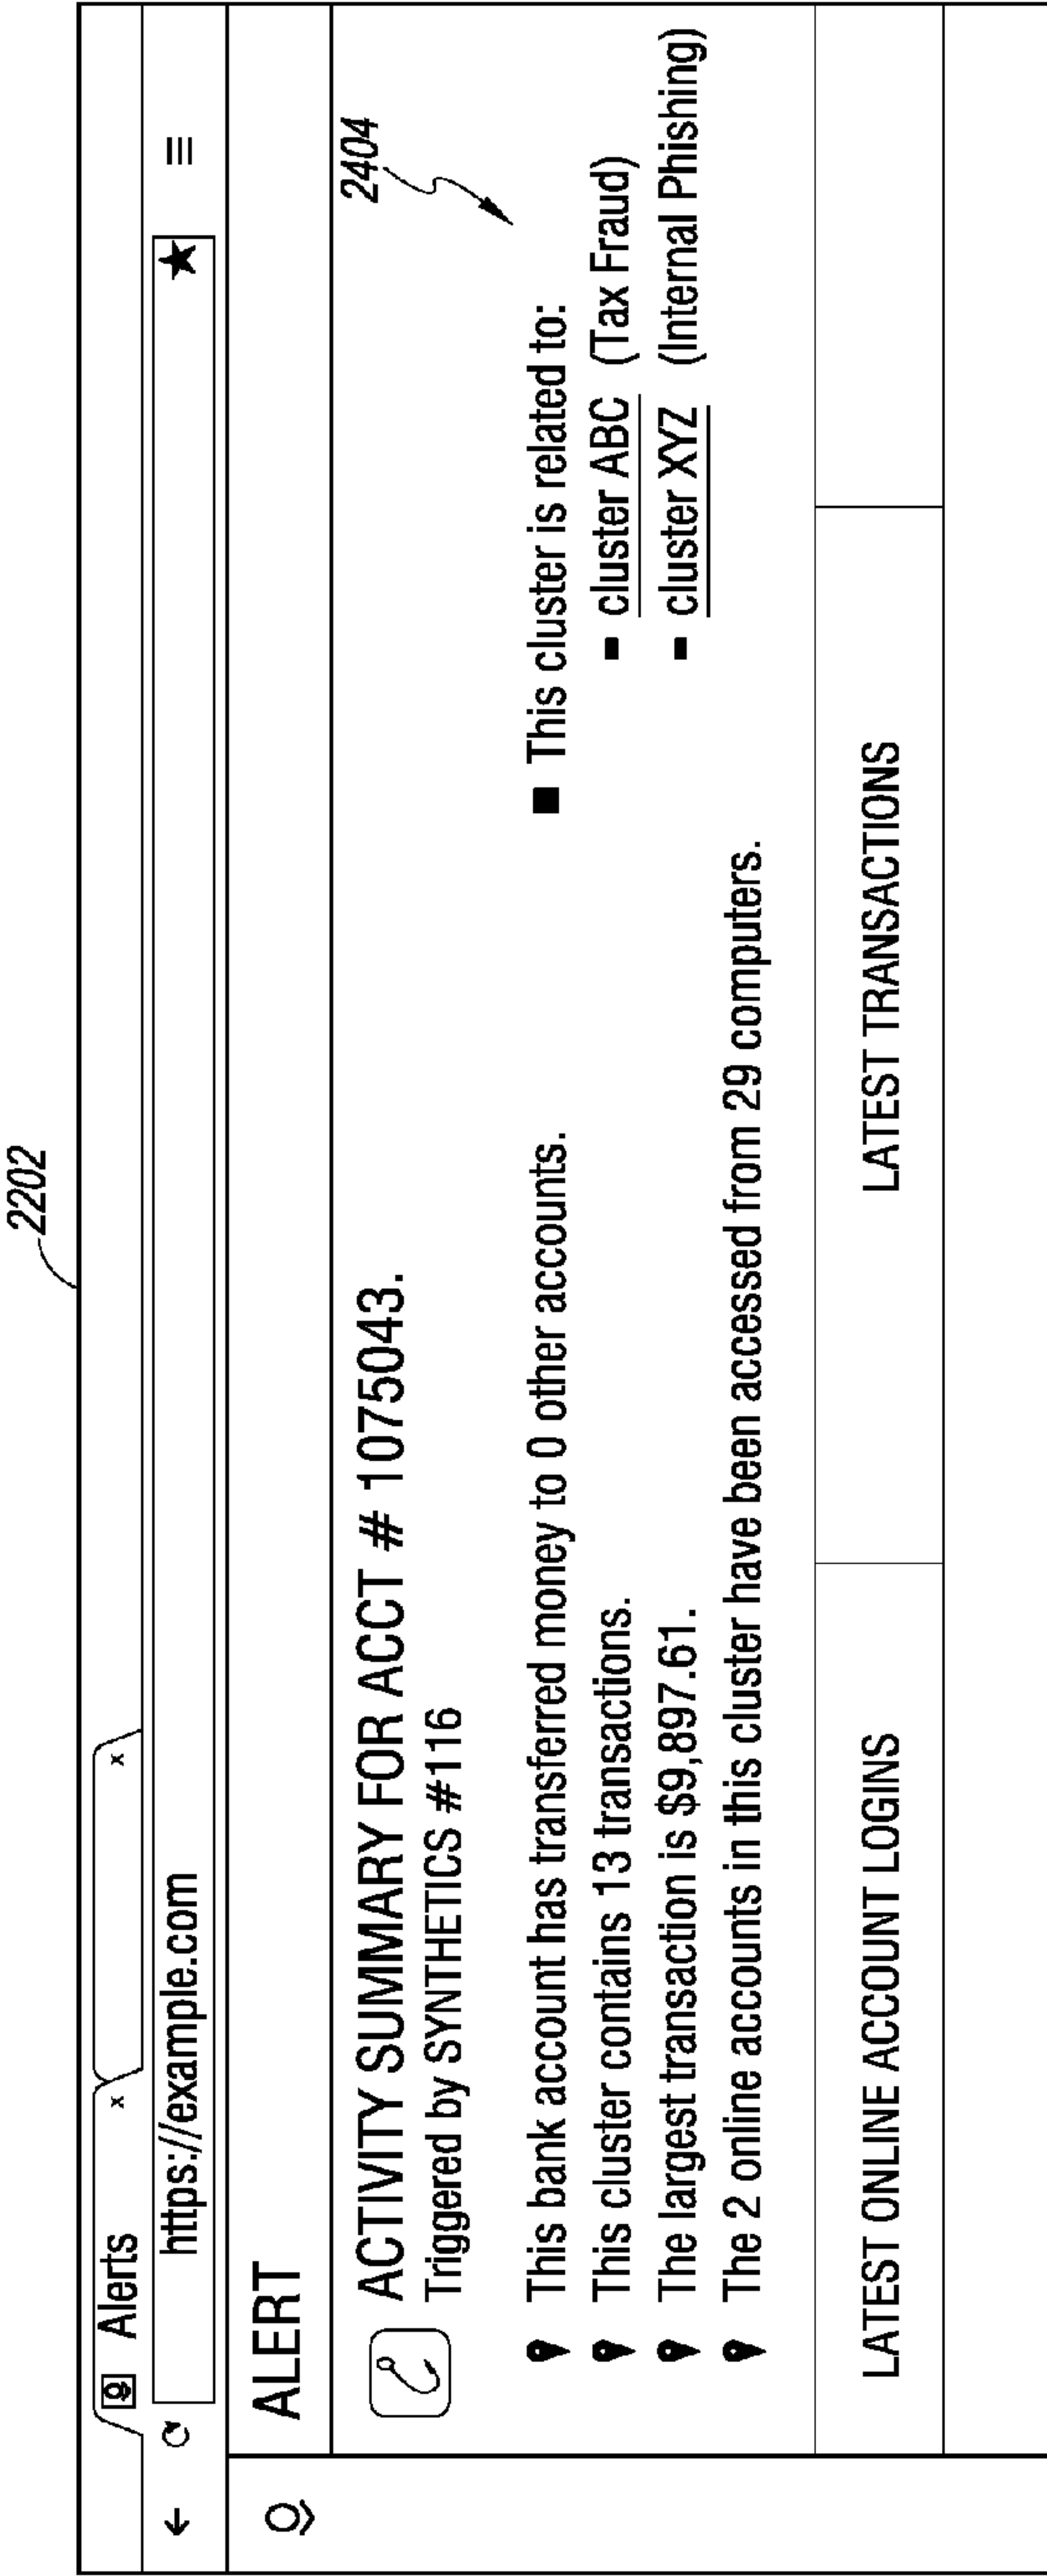 2202
Alerts x x
https://example.com
ALERT
ACTIVITY SUMMARY FOR ACCT # 1075043.
Triggered by SYNTHETICS #116
2404
This bank account has transferred money to 0 other accounts.
This cluster contains 13 transactions.
The largest transaction is $9,897.61.
The 2 online accounts in this cluster have been accessed from 29 computers.
■ This cluster is related to:
- cluster ABC (Tax Fraud)
- cluster XYZ (Internal Phishing)
LATEST ONLINE ACCOUNT LOGINS
LATEST TRANSACTIONS